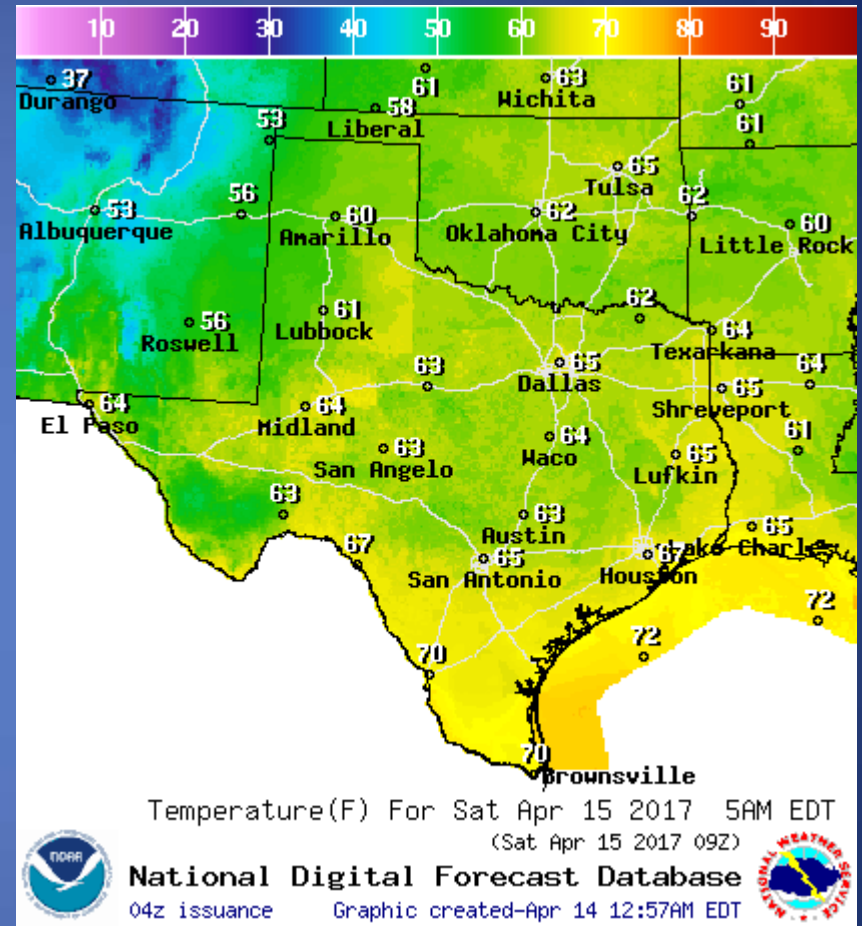 10 20 30 40 50 60 70 80 90
37
Durango
61
63
Wichita
61
58
Liberal
53
61
65
Tulsa
56
53
Albuquerque
60
Amarillo
62
Oklahoma City
62
60
Little Rock
56
Roswell
61
Lubbock
62
64
Texarkana
65
Dallas
63
64
65
Shreveport
64
El Paso
64
Midland
63
San Angelo
64
Waco
65
Lufkin
61
63
63
Austin
65
Lake Charles
67
65
San Antonio
67
Houston
72
72
70
70
Brownsville
Temperature(F) For Sat Apr 15 2017 5AM EDT
(Sat Apr 15 2017 09Z)
National Digital Forecast Database
04z issuance Graphic created-Apr 14 12:57AM EDT
NOAA
NATIONAL WEATHER SERVICE